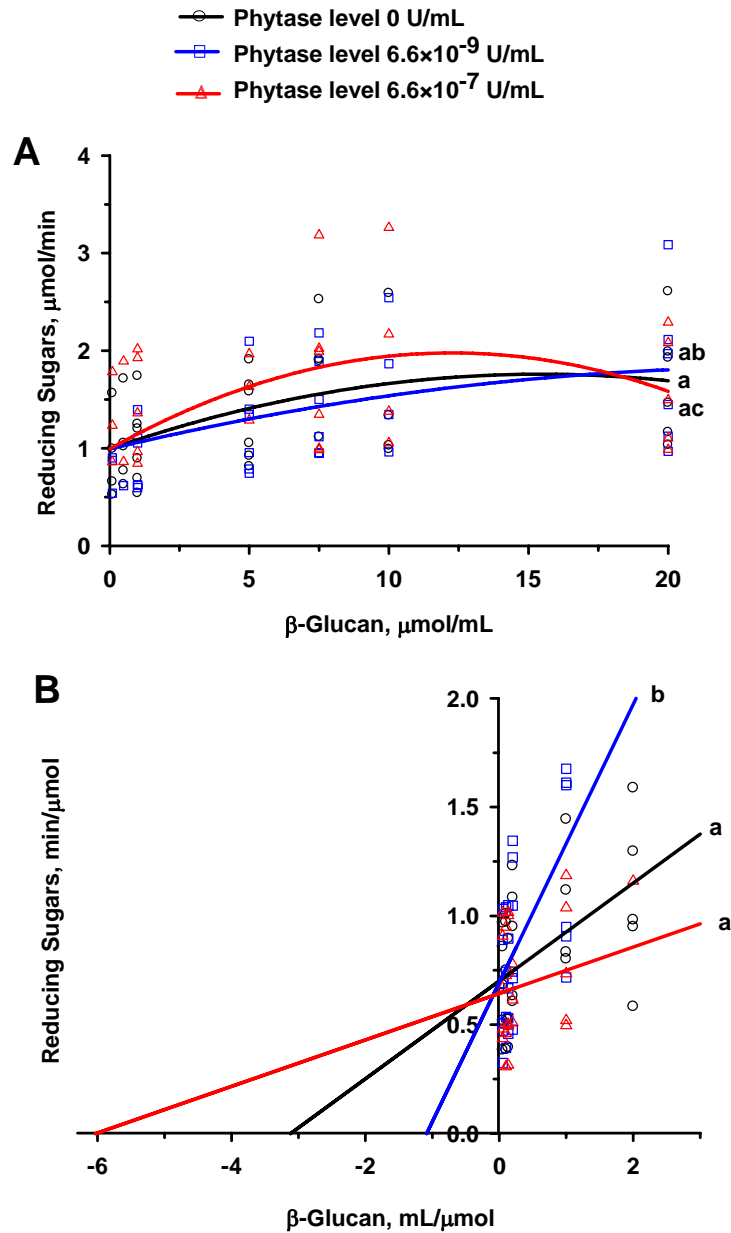 Phytase level 0 U/mL
Phytase level 6.6×10⁻⁹ U/mL
Phytase level 6.6×10⁻⁷ U/mL
A
4
3
2
1
0
Reducing Sugars, μmol/min
ab
a
ac
0 5 10 15 20
β-Glucan, μmol/mL
B
2.0
1.5
1.0
0.5
0.0
Reducing Sugars, min/μmol
b
a
a
-6 -4 -2 0 2
β-Glucan, mL/μmol